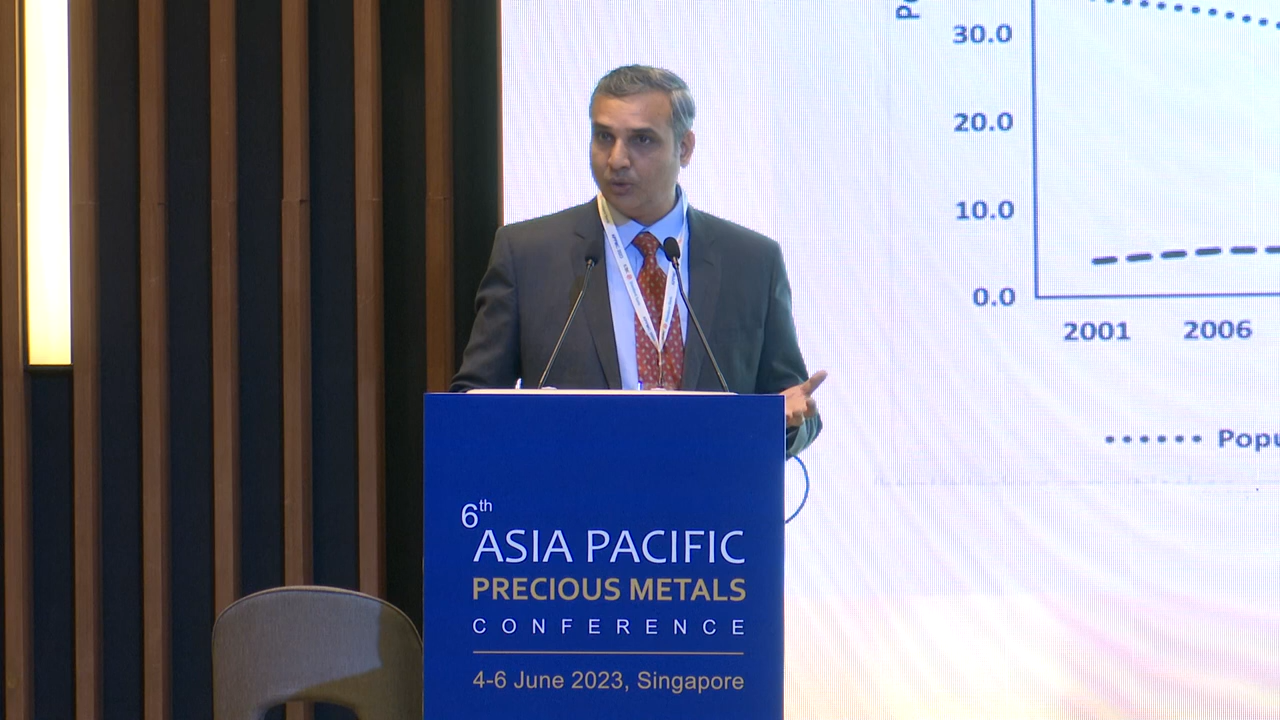 30.0
20.0
10.0
0.0
2001 2006
6th
ASIA PACIFIC
PRECIOUS METALS
CONFERENCE
4-6 June 2023, Singapore